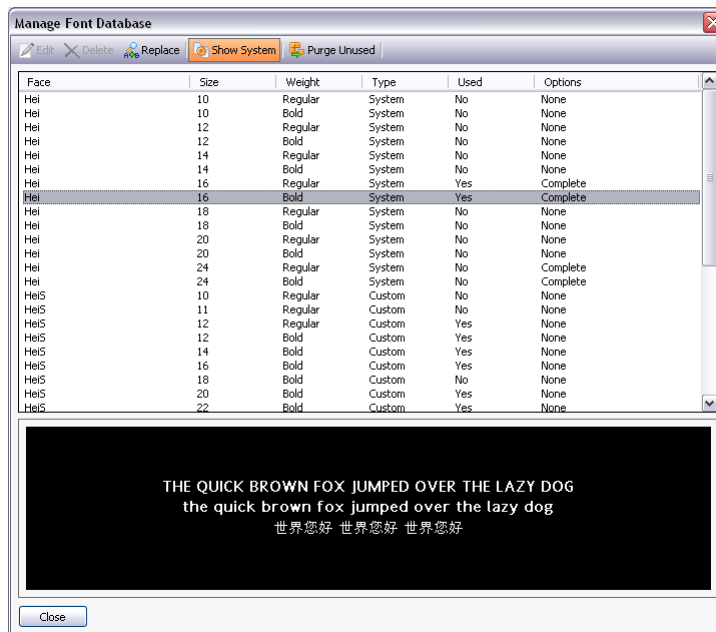 Manage Font Database
Edit Delete Replace Show System Purge Unused
Face Size Weight Type Used Options
Hei 10 Regular System No None
Hei 10 Bold System No None
Hei 12 Regular System No None
Hei 12 Bold System No None
Hei 14 Regular System No None
Hei 14 Bold System No None
Hei 16 Regular System Yes Complete
Hei 16 Bold System Yes Complete
Hei 18 Regular System No None
Hei 18 Bold System No None
Hei 20 Regular System No None
Hei 20 Bold System No None
Hei 24 Regular System No Complete
Hei 24 Bold System No Complete
HeiS 10 Regular Custom No None
HeiS 11 Regular Custom No None
HeiS 12 Regular Custom Yes None
HeiS 12 Bold Custom Yes None
HeiS 14 Bold Custom Yes None
HeiS 16 Bold Custom Yes None
HeiS 18 Bold Custom No None
HeiS 20 Bold Custom Yes None
HeiS 22 Bold Custom Yes None
THE QUICK BROWN FOX JUMPED OVER THE LAZY DOG
the quick brown fox jumped over the lazy dog
世界您好 世界您好 世界您好
Close